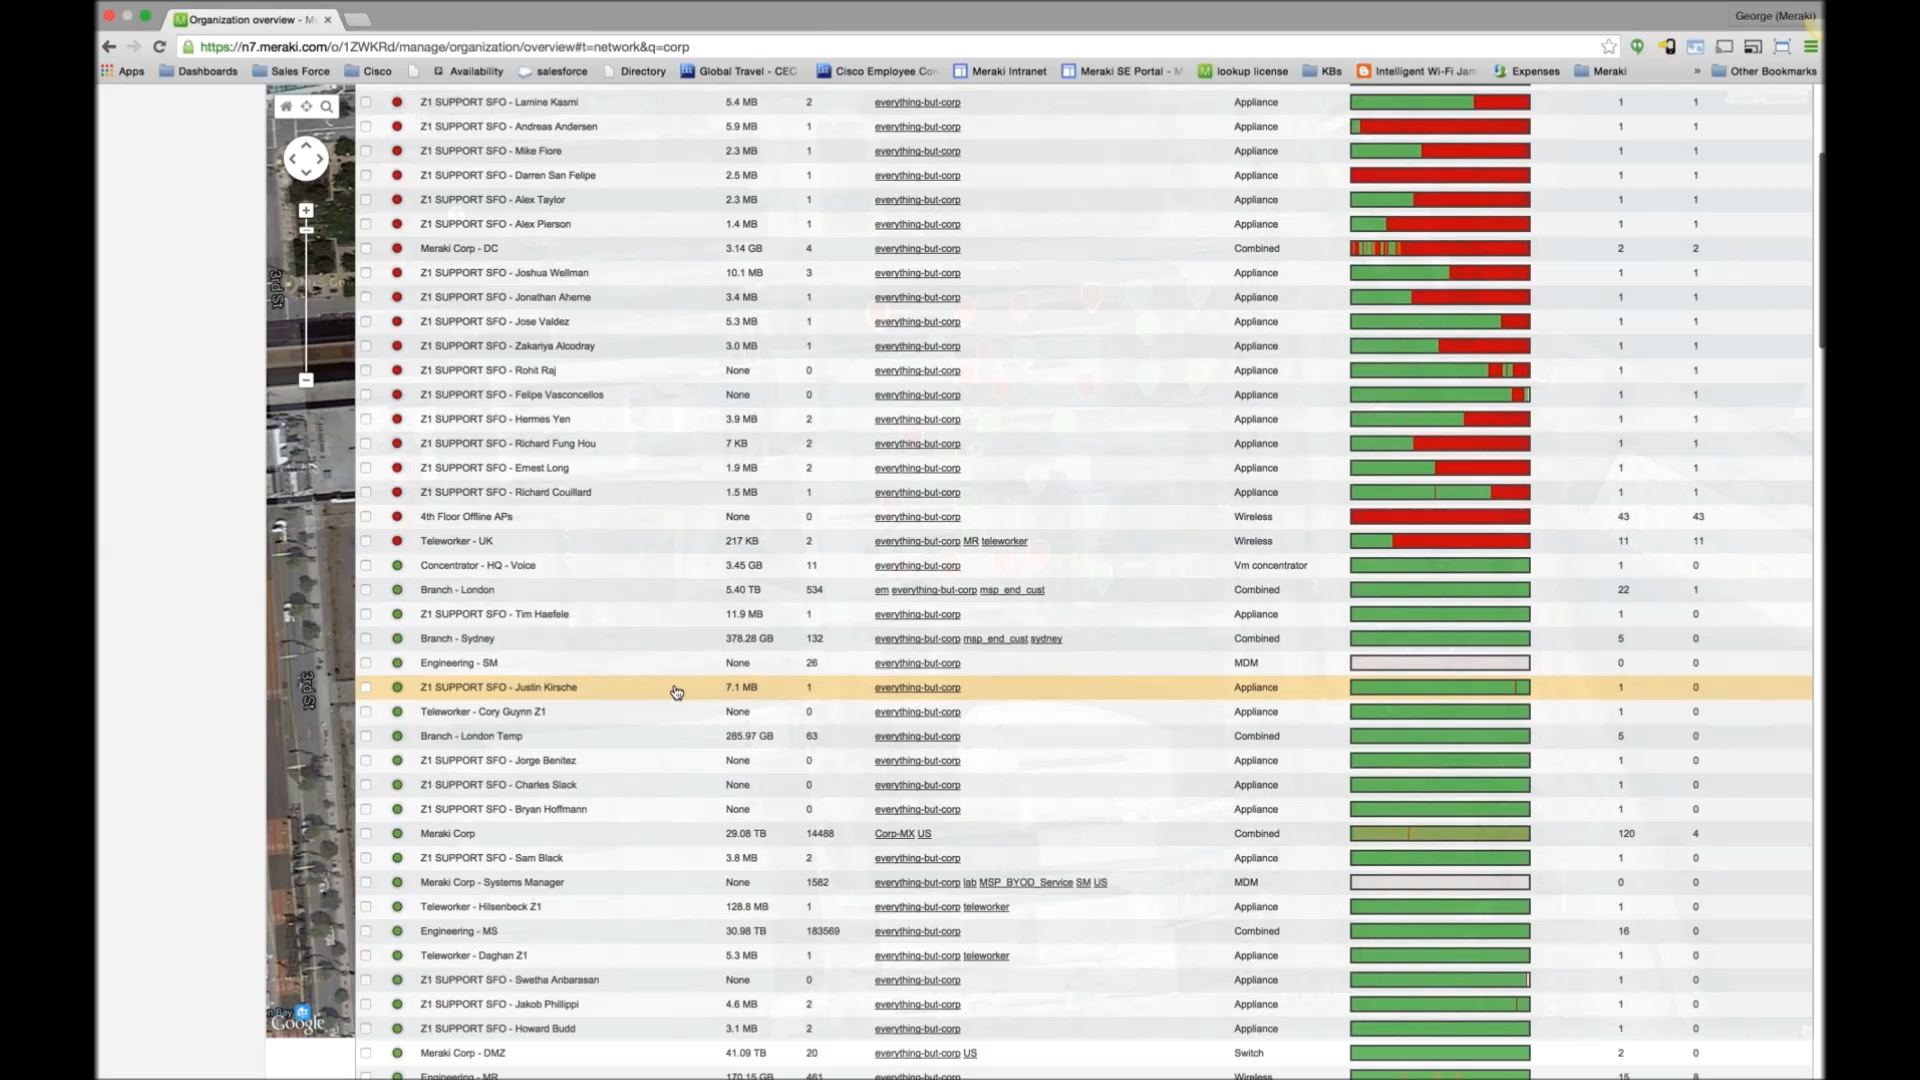 Organization overview - M
George (Meraki)
https://n7.meraki.com/o/1ZWKRd/manage/organization/overview#t=network&q=corp
Apps Dashboards Sales Force Cisco Availability salesforce Directory Global Travel - CEC Cisco Employee Con Meraki Intranet Meraki SE Portal - M lookup license KBs Intelligent Wi-Fi Jam Expenses Meraki » Other Bookmarks
Z1 SUPPORT SFO - Lamine Kasmi 5.4 MB 2 everything-but-corp Appliance 1 1
Z1 SUPPORT SFO - Andreas Andersen 5.9 MB 1 everything-but-corp Appliance 1 1
Z1 SUPPORT SFO - Mike Fiore 2.3 MB 1 everything-but-corp Appliance 1 1
Z1 SUPPORT SFO - Darren San Felipe 2.5 MB 1 everything-but-corp Appliance 1 1
Z1 SUPPORT SFO - Alex Taylor 2.3 MB 1 everything-but-corp Appliance 1 1
Z1 SUPPORT SFO - Alex Pierson 1.4 MB 1 everything-but-corp Appliance 1 1
Meraki Corp - DC 3.14 GB 4 everything-but-corp Combined 2 2
Z1 SUPPORT SFO - Joshua Wellman 10.1 MB 3 everything-but-corp Appliance 1 1
Z1 SUPPORT SFO - Jonathan Aherne 3.4 MB 1 everything-but-corp Appliance 1 1
Z1 SUPPORT SFO - Jose Valdez 5.3 MB 1 everything-but-corp Appliance 1 1
Z1 SUPPORT SFO - Zakariya Alcodray 3.0 MB 1 everything-but-corp Appliance 1 1
Z1 SUPPORT SFO - Rohit Raj None 0 everything-but-corp Appliance 1 1
Z1 SUPPORT SFO - Felipe Vasconcellos None 0 everything-but-corp Appliance 1 1
Z1 SUPPORT SFO - Hermes Yen 3.9 MB 2 everything-but-corp Appliance 1 1
Z1 SUPPORT SFO - Richard Fung Hou 7 KB 2 everything-but-corp Appliance 1 1
Z1 SUPPORT SFO - Ernest Long 1.9 MB 2 everything-but-corp Appliance 1 1
Z1 SUPPORT SFO - Richard Couillard 1.5 MB 1 everything-but-corp Appliance 1 1
4th Floor Offline APs None 0 everything-but-corp Wireless 43 43
Teleworker - UK 217 KB 2 everything-but-corp MR teleworker Wireless 11 11
Concentrator - HQ - Voice 3.45 GB 11 everything-but-corp Vm concentrator 1 0
Branch - London 5.40 TB 534 em everything-but-corp msp_end_cust Combined 22 1
Z1 SUPPORT SFO - Tim Haefele 11.9 MB 1 everything-but-corp Appliance 1 0
Branch - Sydney 378.28 GB 132 everything-but-corp msp_end_cust sydney Combined 5 0
Engineering - SM None 26 everything-but-corp MDM 0 0
Z1 SUPPORT SFO - Justin Kirsche 7.1 MB 1 everything-but-corp Appliance 1 0
Teleworker - Cory Guynn Z1 None 0 everything-but-corp Appliance 1 0
Branch - London Temp 285.97 GB 63 everything-but-corp Combined 5 0
Z1 SUPPORT SFO - Jorge Benitez None 0 everything-but-corp Appliance 1 0
Z1 SUPPORT SFO - Charles Slack None 0 everything-but-corp Appliance 1 0
Z1 SUPPORT SFO - Bryan Hoffmann None 0 everything-but-corp Appliance 1 0
Meraki Corp 29.08 TB 14488 Corp-MX US Combined 120 4
Z1 SUPPORT SFO - Sam Black 3.8 MB 2 everything-but-corp Appliance 1 0
Meraki Corp - Systems Manager None 1582 everything-but-corp lab MSP_BYOD_Service SM US MDM 0 0
Teleworker - Hilsenbeck Z1 128.8 MB 1 everything-but-corp teleworker Appliance 1 0
Engineering - MS 30.98 TB 183569 everything-but-corp Combined 16 0
Teleworker - Daghan Z1 5.3 MB 1 everything-but-corp teleworker Appliance 1 0
Z1 SUPPORT SFO - Swetha Anbarasan None 0 everything-but-corp Appliance 1 0
Z1 SUPPORT SFO - Jakob Phillippi 4.6 MB 2 everything-but-corp Appliance 1 0
Z1 SUPPORT SFO - Howard Budd 3.1 MB 2 everything-but-corp Appliance 1 0
Meraki Corp - DMZ 41.09 TB 20 everything-but-corp US Switch 2 0
Engineering - MR 170.15 GB 461 everything-but-corp Wireless 15 8
3rd St
3rd St
Google